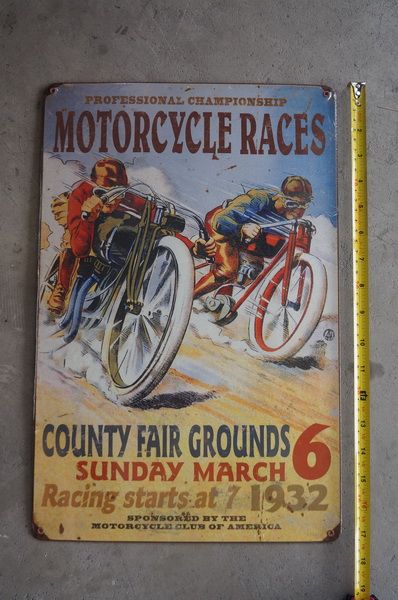 PROFESSIONAL CHAMPIONSHIP
MOTORCYCLE RACES
COUNTY FAIR GROUNDS
SUNDAY MARCH 6
Racing starts at 7 1932
SPONSORED BY THE
MOTORCYCLE CLUB OF AMERICA